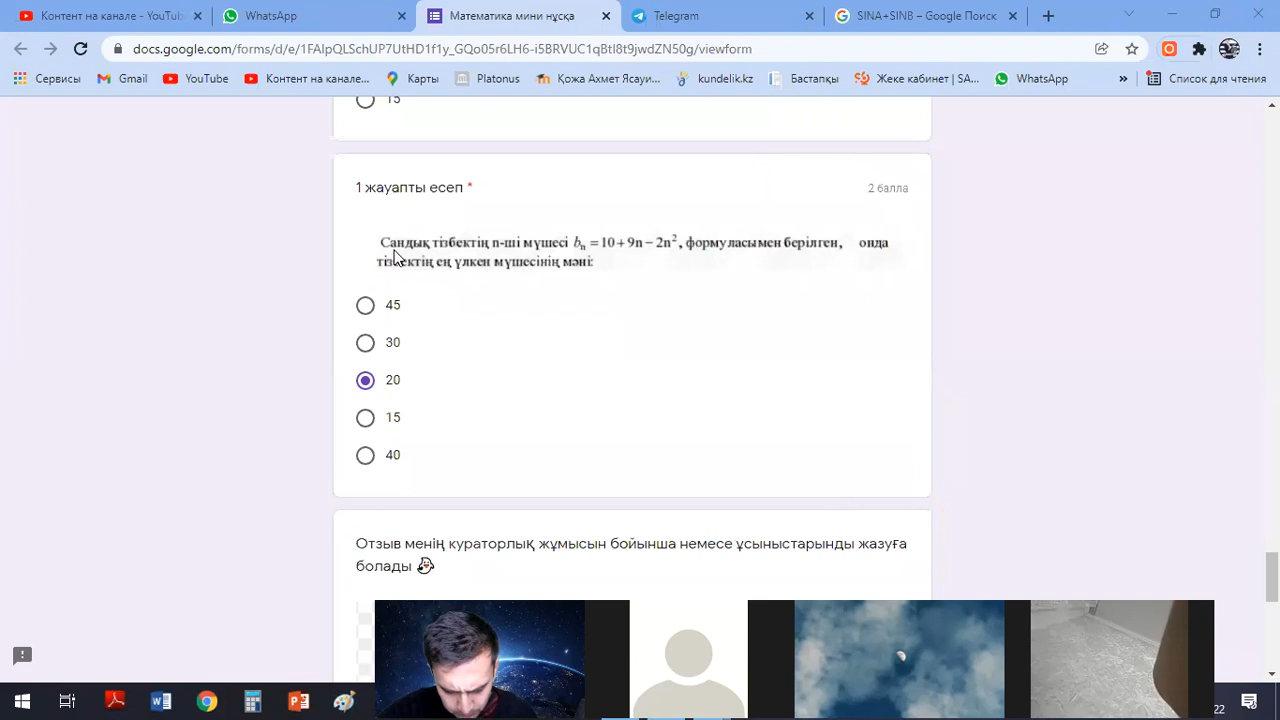 Контент на канале - YouTub
WhatsApp
Математика мини нұсқа
Telegram
SINA+SINB – Google Поиск
docs.google.com/forms/d/e/1FAIpQLSchUP7UtHD1f1y_GQo05r6LH6-i5BRVUC1qBtI8t9jwdZN50g/viewform
Сервисы
Gmail
YouTube
Контент на канале...
Карты
Platonus
Қожа Ахмет Ясауи...
kundelik.kz
Бастапқы
Жеке кабинет | SA...
WhatsApp
»
Список для чтения
15
1 жауапты есеп *
2 балла
Сандық тізбектің n-ші мүшесі bₙ = 10 + 9n − 2n², формуласымен берілген, онда
тізбектің ең үлкен мүшесінің мәні:
45
30
20
15
40
Отзыв менің кураторлық жұмысын бойынша немесе ұсыныстарынды жазуға
болады
22